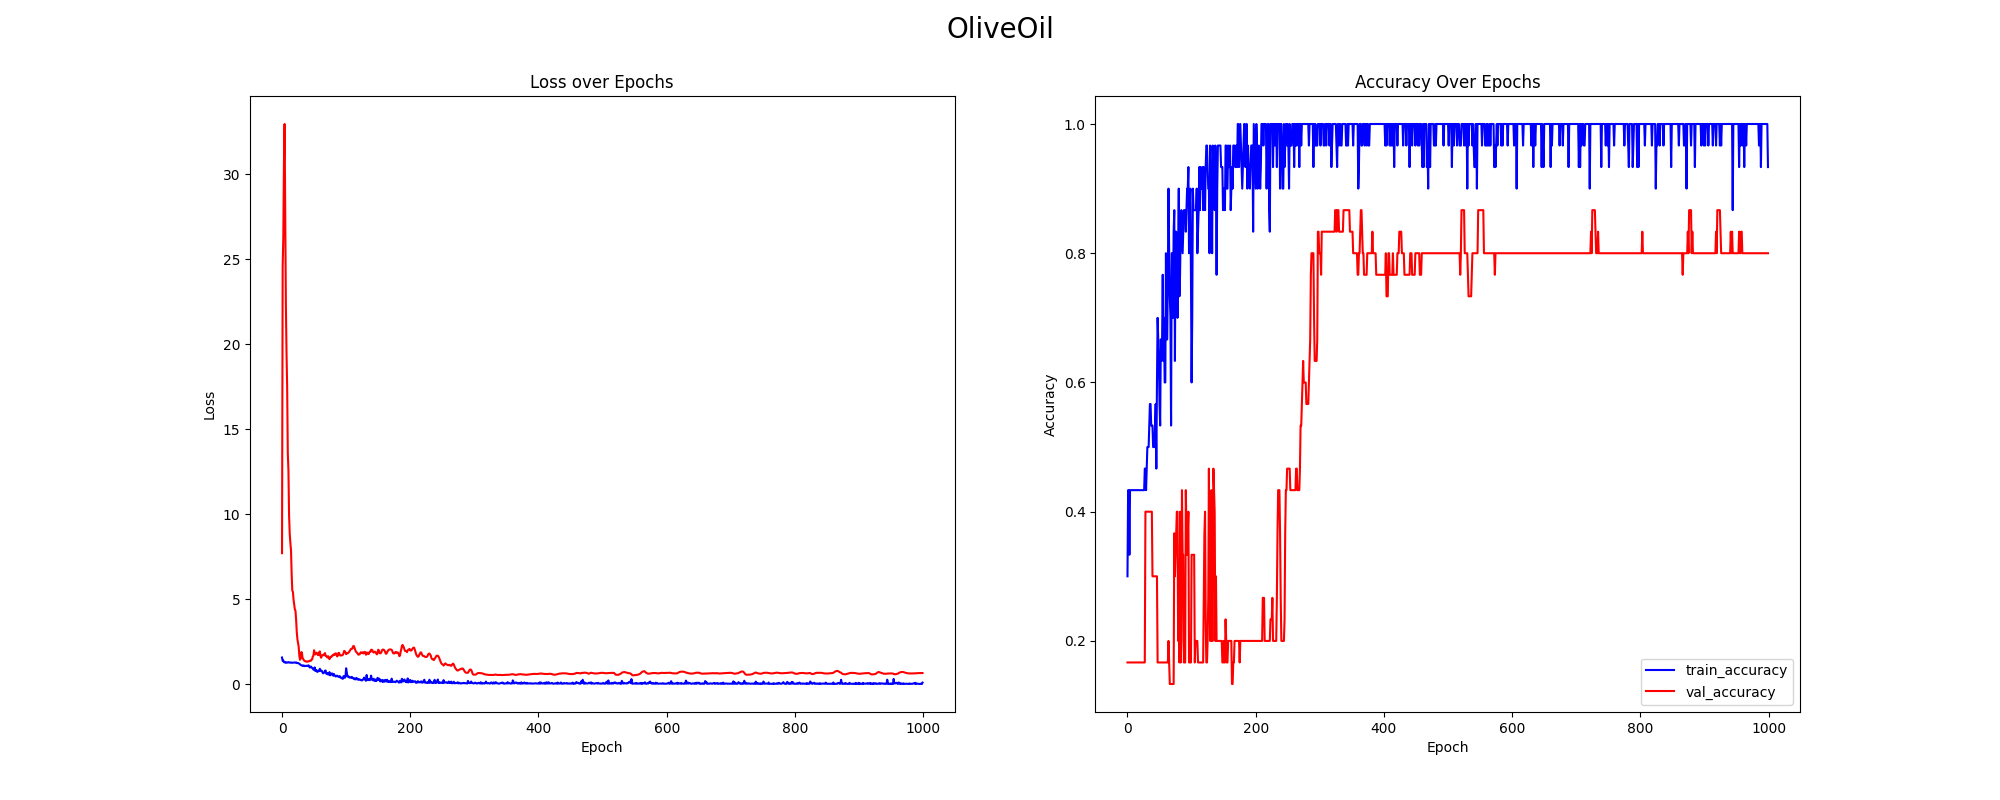 OliveOil
Loss over Epochs
30
25
20
15
10
5
0
Loss
0 200 400 600 800 1000
Epoch
Accuracy Over Epochs
1.0
0.8
0.6
0.4
0.2
Accuracy
train_accuracy
val_accuracy
0 200 400 600 800 1000
Epoch